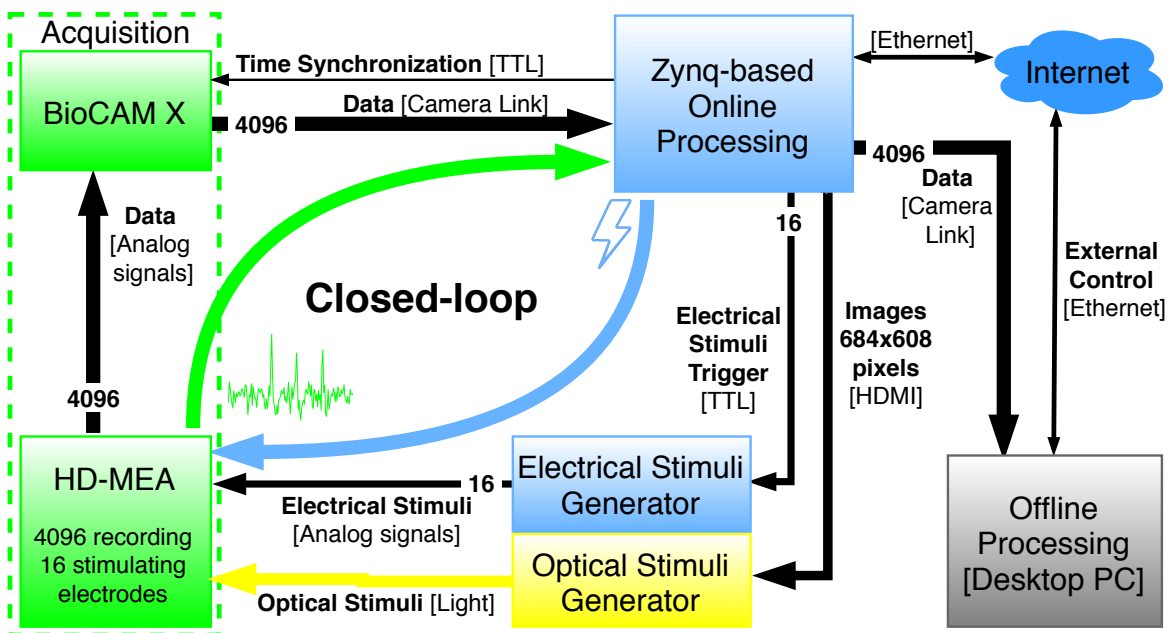 Acquisition
BioCAM X
Time Synchronization [TTL]
Data [Camera Link]
4096
Zynq-based
Online
Processing
[Ethernet]
Internet
4096
Data
[Camera
Link]
16
Data
[Analog
signals]
Closed-loop
External
Control
[Ethernet]
Electrical
Stimuli
Trigger
[TTL]
Images
684x608
pixels
[HDMI]
4096
HD-MEA
4096 recording
16 stimulating
electrodes
16
Electrical Stimuli
[Analog signals]
Electrical Stimuli
Generator
Optical Stimuli [Light]
Optical Stimuli
Generator
Offline
Processing
[Desktop PC]